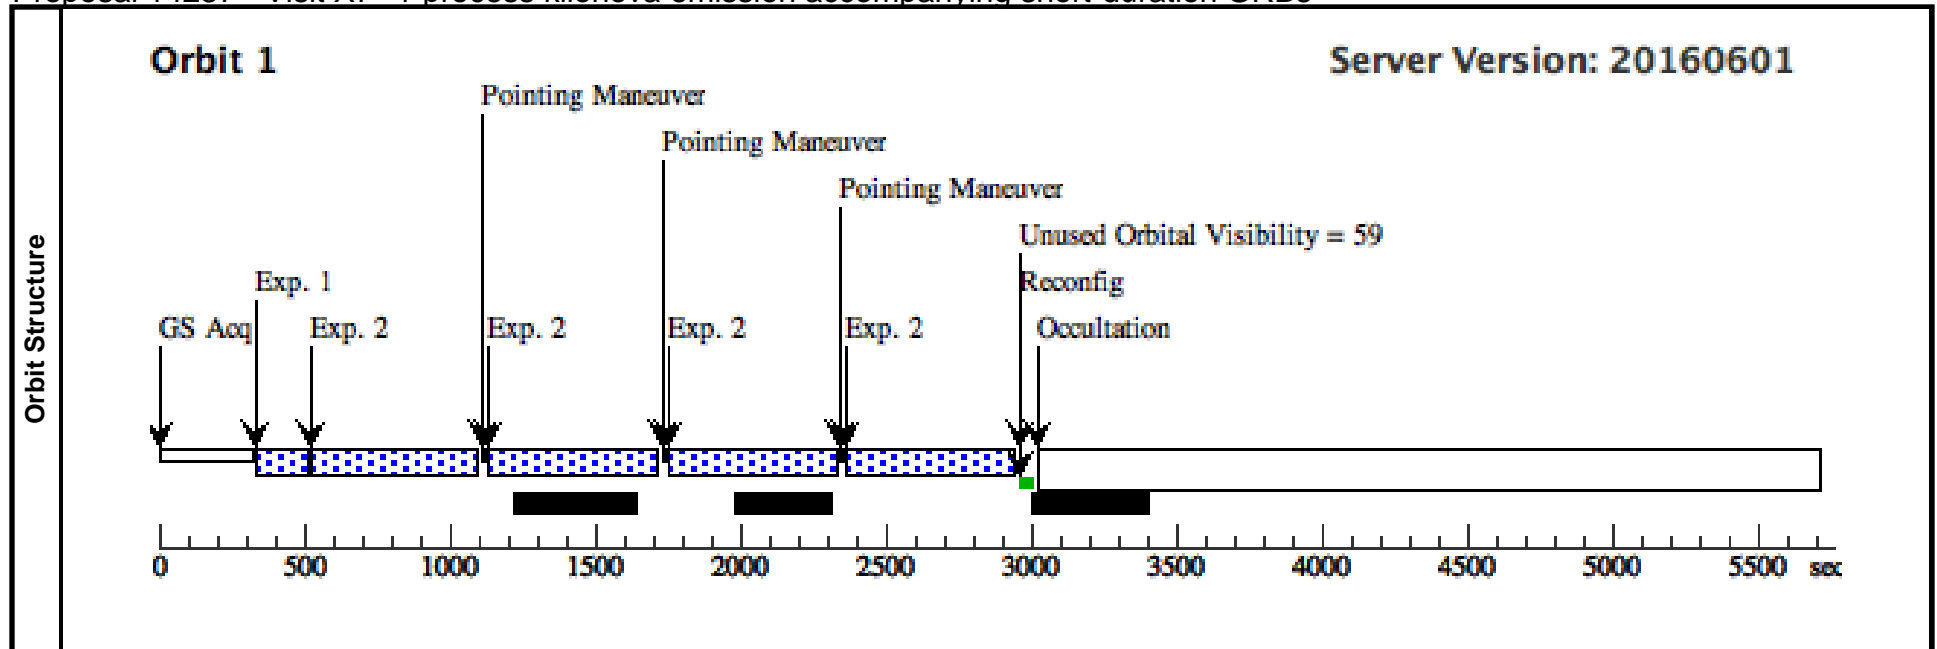 Orbit Structure
Orbit 1
Server Version: 20160601
Pointing Maneuver
Pointing Maneuver
Pointing Maneuver
Unused Orbital Visibility = 59
Exp. 1
Reconfig
GS Acq
Exp. 2
Exp. 2
Exp. 2
Exp. 2
Occultation
0 500 1000 1500 2000 2500 3000 3500 4000 4500 5000 5500 sec